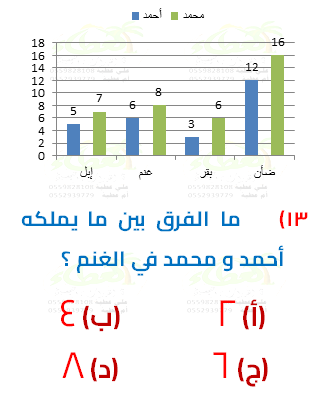 أحمد محمد
18
16
14
12
10
8
6
4
2
0
5 7 6 8 3 6 12 16
إبل غنم بقر ضأن
١٣) ما الفرق بين ما يملكه
أحمد و محمد في الغنم ؟
(أ) ٢ (ب) ٤
(ج) ٦ (د) ٨